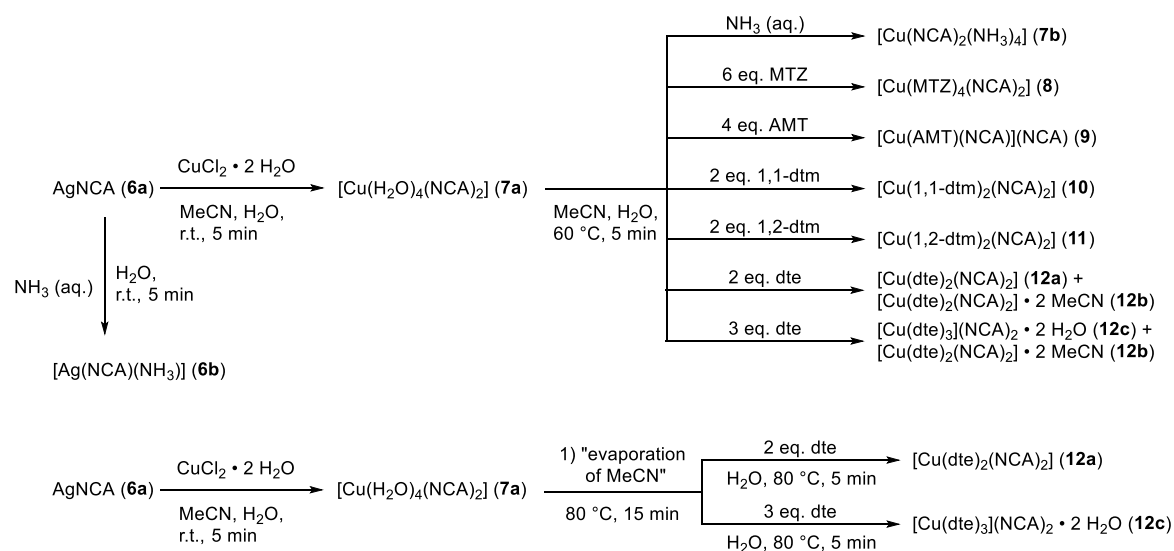 NH₃ (aq.)
[Cu(NCA)₂(NH₃)₄] (7b)
6 eq. MTZ
[Cu(MTZ)₄(NCA)₂] (8)
4 eq. AMT
[Cu(AMT)(NCA)](NCA) (9)
AgNCA (6a)
CuCl₂ • 2 H₂O
MeCN, H₂O,
r.t., 5 min
[Cu(H₂O)₄(NCA)₂] (7a)
MeCN, H₂O,
60 °C, 5 min
2 eq. 1,1-dtm
[Cu(1,1-dtm)₂(NCA)₂] (10)
2 eq. 1,2-dtm
[Cu(1,2-dtm)₂(NCA)₂] (11)
NH₃ (aq.)
H₂O,
r.t., 5 min
2 eq. dte
[Cu(dte)₂(NCA)₂] (12a) +
[Cu(dte)₂(NCA)₂] • 2 MeCN (12b)
3 eq. dte
[Cu(dte)₃](NCA)₂ • 2 H₂O (12c) +
[Cu(dte)₂(NCA)₂] • 2 MeCN (12b)
[Ag(NCA)(NH₃)] (6b)
AgNCA (6a)
CuCl₂ • 2 H₂O
MeCN, H₂O,
r.t., 5 min
[Cu(H₂O)₄(NCA)₂] (7a)
1) "evaporation
of MeCN"
80 °C, 15 min
2 eq. dte
H₂O, 80 °C, 5 min
[Cu(dte)₂(NCA)₂] (12a)
3 eq. dte
H₂O, 80 °C, 5 min
[Cu(dte)₃](NCA)₂ • 2 H₂O (12c)